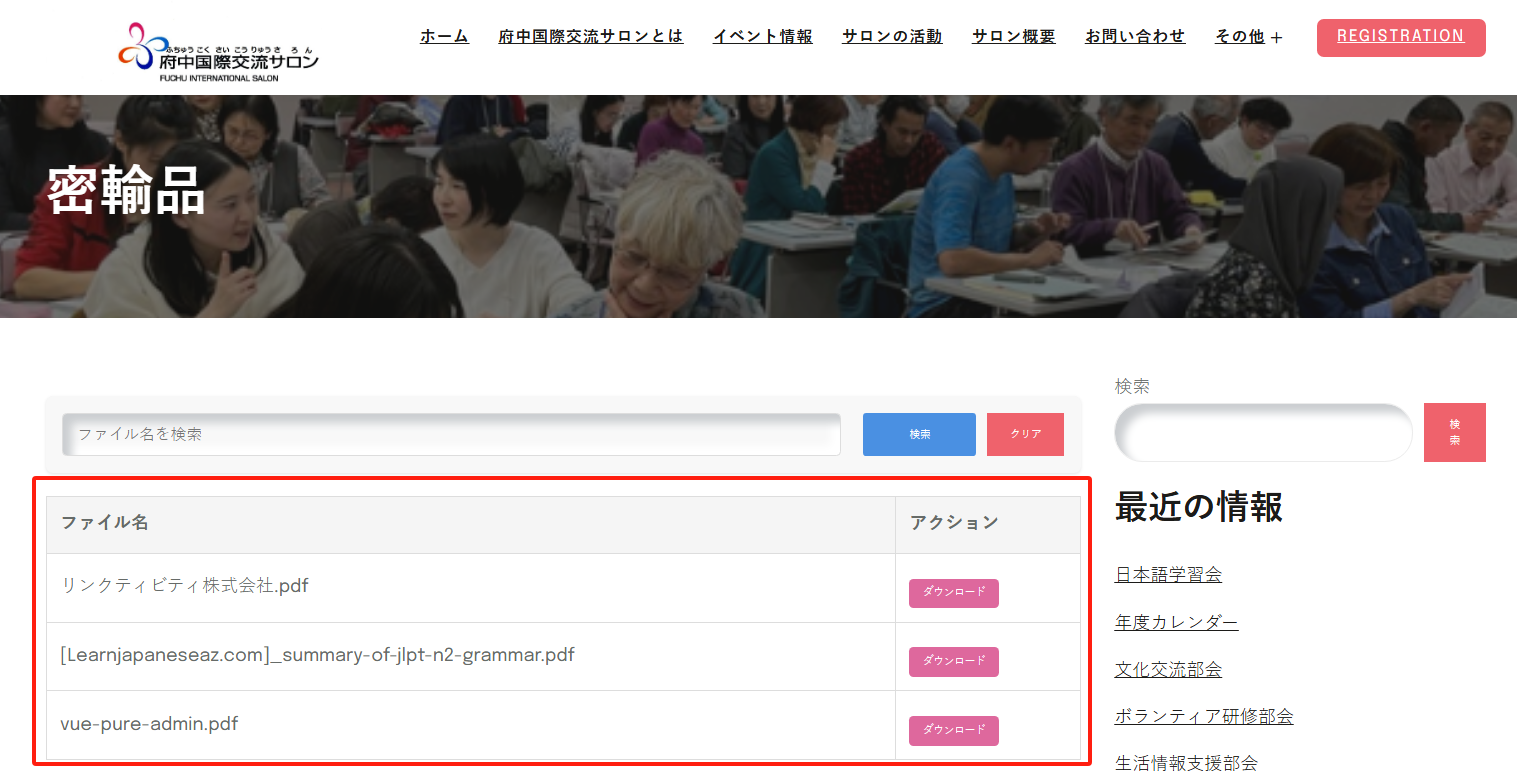 ふちゅう こく さい こうりゅう さ ろ ん
府中国際交流サロン
FUCHU INTERNATIONAL SALON
ホーム 府中国際交流サロンとは イベント情報 サロンの活動 サロン概要 お問い合わせ その他 + REGISTRATION
密輸品
ファイル名を検索 検索 クリア
ファイル名 アクション
リンクティビティ株式会社.pdf ダウンロード
[Learnjapaneseaz.com]_summary-of-jlpt-n2-grammar.pdf ダウンロード
vue-pure-admin.pdf ダウンロード
検索
検
索
最近の情報
日本語学習会
年度カレンダー
文化交流部会
ボランティア研修部会
生活情報支援部会